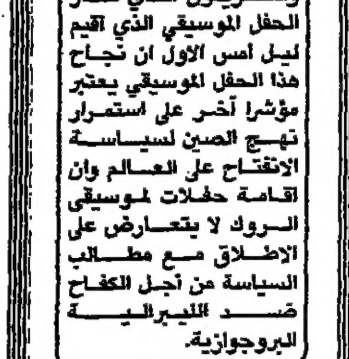 الحفل الموسيقي الذي اقيم
ليل أمس الاول ان نجاح
هذا الحفل الموسيقي يعتبر
مؤشرا آخر على استمرار
نهج الصين لسياسة
الانفتاح على العالم وان
اقامة حفلات لموسيقى
الروك لا يتعارض على
الاطلاق مع مطالب
السياسة من أجل الكفاح
ضد الليبرالية
البروجوازية.